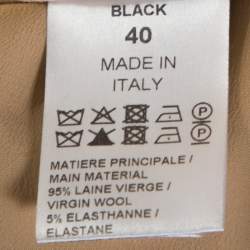 BLACK
40
MADE IN
ITALY
P
P
MATIERE PRINCIPALE /
MAIN MATERIAL
95% LAINE VIERGE /
VIRGIN WOOL
5% ELASTHANNE /
ELASTANE